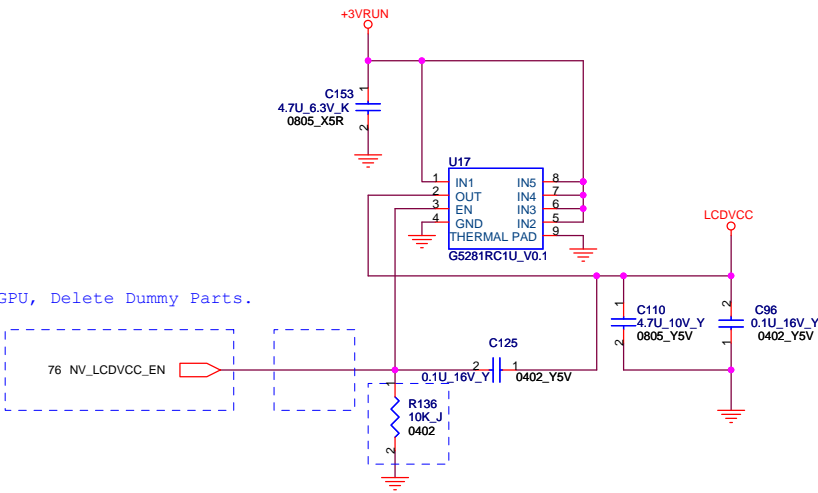 +3VRUN
1
C153
4.7U_6.3V_K
0805_X5R
2
U17
1 IN1 IN5 8
2 OUT IN4 7
3 EN IN3 6
4 GND IN2 5
THERMAL PAD 9
G5281RC1U_V0.1
LCDVCC
GPU, Delete Dummy Parts.
1
C110
4.7U_10V_Y
0805_Y5V
2
2
C96
0.1U_16V_Y
0402_Y5V
1
76 NV_LCDVCC_EN
C125
2 1
0.1U_16V_Y 0402_Y5V
1
R136
10K_J
0402
2